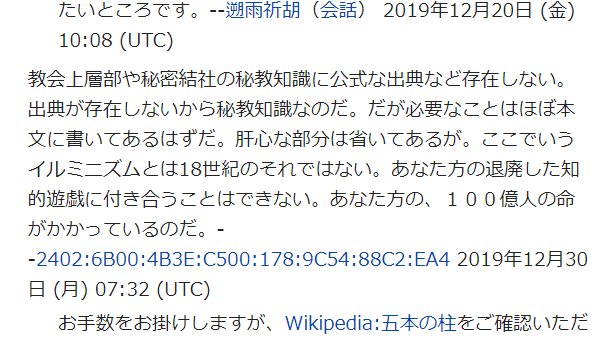 たいところです。--遡雨祈胡（会話） 2019年12月20日 (金)
10:08 (UTC)
教会上層部や秘密結社の秘教知識に公式な出典など存在しない。
出典が存在しないから秘教知識なのだ。だが必要なことはほぼ本
文に書いてあるはずだ。肝心な部分は省いてあるが。ここでいう
イルミニズムとは18世紀のそれではない。あなた方の退廃した知
的遊戯に付き合うことはできない。あなた方の、１００億人の命
がかかっているのだ。-
-2402:6B00:4B3E:C500:178:9C54:88C2:EA4 2019年12月30
日 (月) 07:32 (UTC)
お手数をお掛けしますが、Wikipedia:五本の柱をご確認いただ